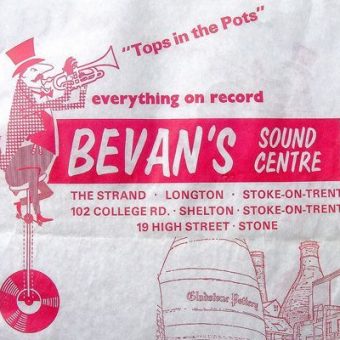 "Tops in the Pots"
everything on record
BEVAN'S SOUND CENTRE
THE STRAND · LONGTON · STOKE-ON-TRENT
102 COLLEGE RD. · SHELTON · STOKE-ON-TRENT
19 HIGH STREET · STONE
Gladstone Pottery